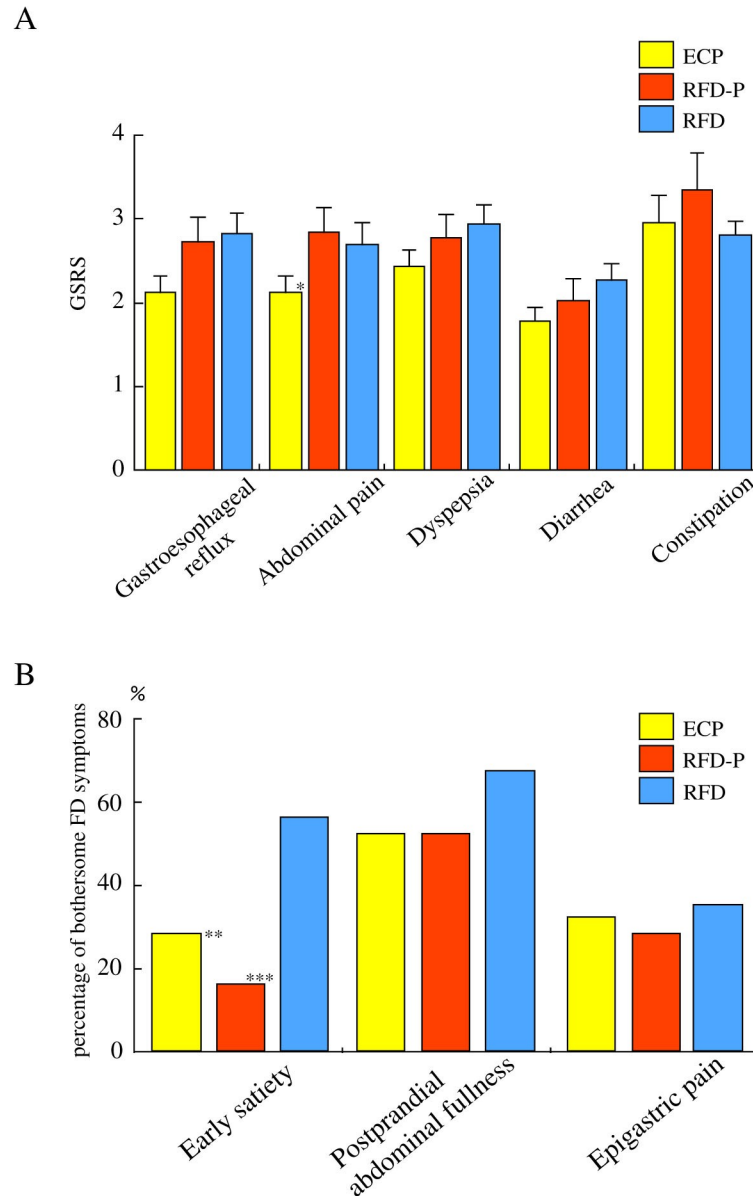 A
ECP
RFD-P
RFD
4
3
2
1
0
GSRS
*
Gastroesophageal
reflux
Abdominal pain
Dyspepsia
Diarrhea
Constipation
B
%
percentage of bothersome FD symptoms
80
60
40
20
0
ECP
RFD-P
RFD
**
***
Early satiety
Postprandial
abdominal fullness
Epigastric pain